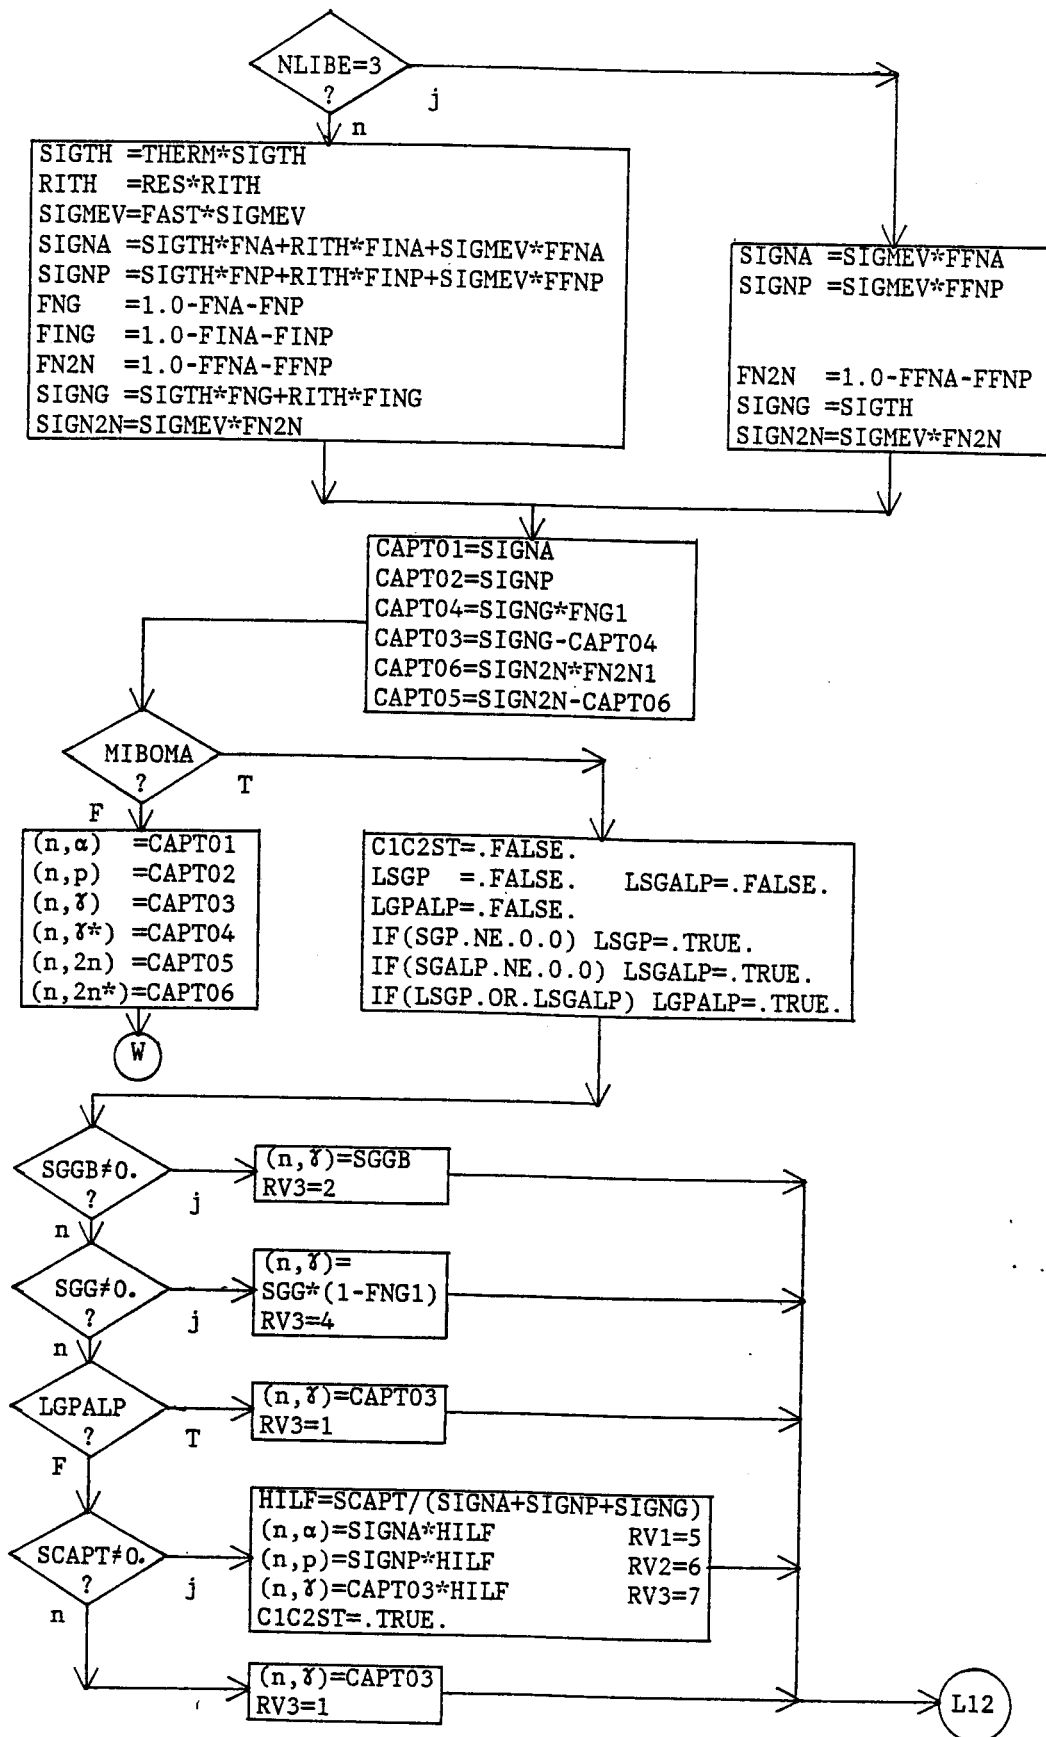 NLIBE=3
?
j
n
SIGTH =THERM*SIGTH
RITH =RES*RITH
SIGMEV=FAST*SIGMEV
SIGNA =SIGTH*FNA+RITH*FINA+SIGMEV*FFNA
SIGNP =SIGTH*FNP+RITH*FINP+SIGMEV*FFNP
FNG =1.0-FNA-FNP
FING =1.0-FINA-FINP
FN2N =1.0-FFNA-FFNP
SIGNG =SIGTH*FNG+RITH*FING
SIGN2N=SIGMEV*FN2N
SIGNA =SIGMEV*FFNA
SIGNP =SIGMEV*FFNP
FN2N =1.0-FFNA-FFNP
SIGNG =SIGTH
SIGN2N=SIGMEV*FN2N
CAPT01=SIGNA
CAPT02=SIGNP
CAPT04=SIGNG*FNG1
CAPT03=SIGNG-CAPT04
CAPT06=SIGN2N*FN2N1
CAPT05=SIGN2N-CAPT06
MIBOMA
?
T
F
(n,α) =CAPT01
(n,p) =CAPT02
(n,γ) =CAPT03
(n,γ*) =CAPT04
(n,2n) =CAPT05
(n,2n*)=CAPT06
W
C1C2ST=.FALSE.
LSGP =.FALSE. LSGALP=.FALSE.
LGPALP=.FALSE.
IF(SGP.NE.0.0) LSGP=.TRUE.
IF(SGALP.NE.0.0) LSGALP=.TRUE.
IF(LSGP.OR.LSGALP) LGPALP=.TRUE.
SGGB≠0.
?
j
n
(n,γ)=SGGB
RV3=2
SGG≠0.
?
j
n
(n,γ)=
SGG*(1-FNG1)
RV3=4
LGPALP
?
T
F
(n,γ)=CAPT03
RV3=1
SCAPT≠0.
?
j
n
HILF=SCAPT/(SIGNA+SIGNP+SIGNG)
(n,α)=SIGNA*HILF RV1=5
(n,p)=SIGNP*HILF RV2=6
(n,γ)=CAPT03*HILF RV3=7
C1C2ST=.TRUE.
(n,γ)=CAPT03
RV3=1
L12